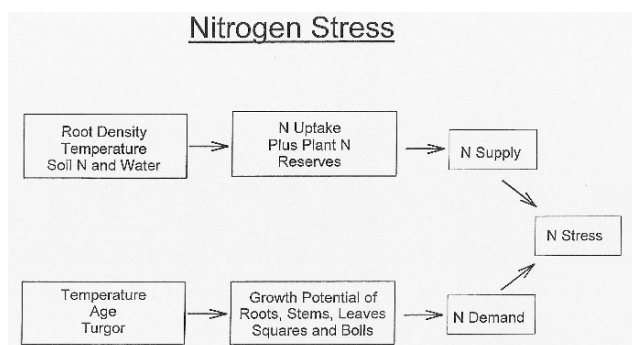 Nitrogen Stress
Root Density
Temperature
Soil N and Water
N Uptake
Plus Plant N
Reserves
N Supply
N Stress
Temperature
Age
Turgor
Growth Potential of
Roots, Stems, Leaves
Squares and Bolls
N Demand